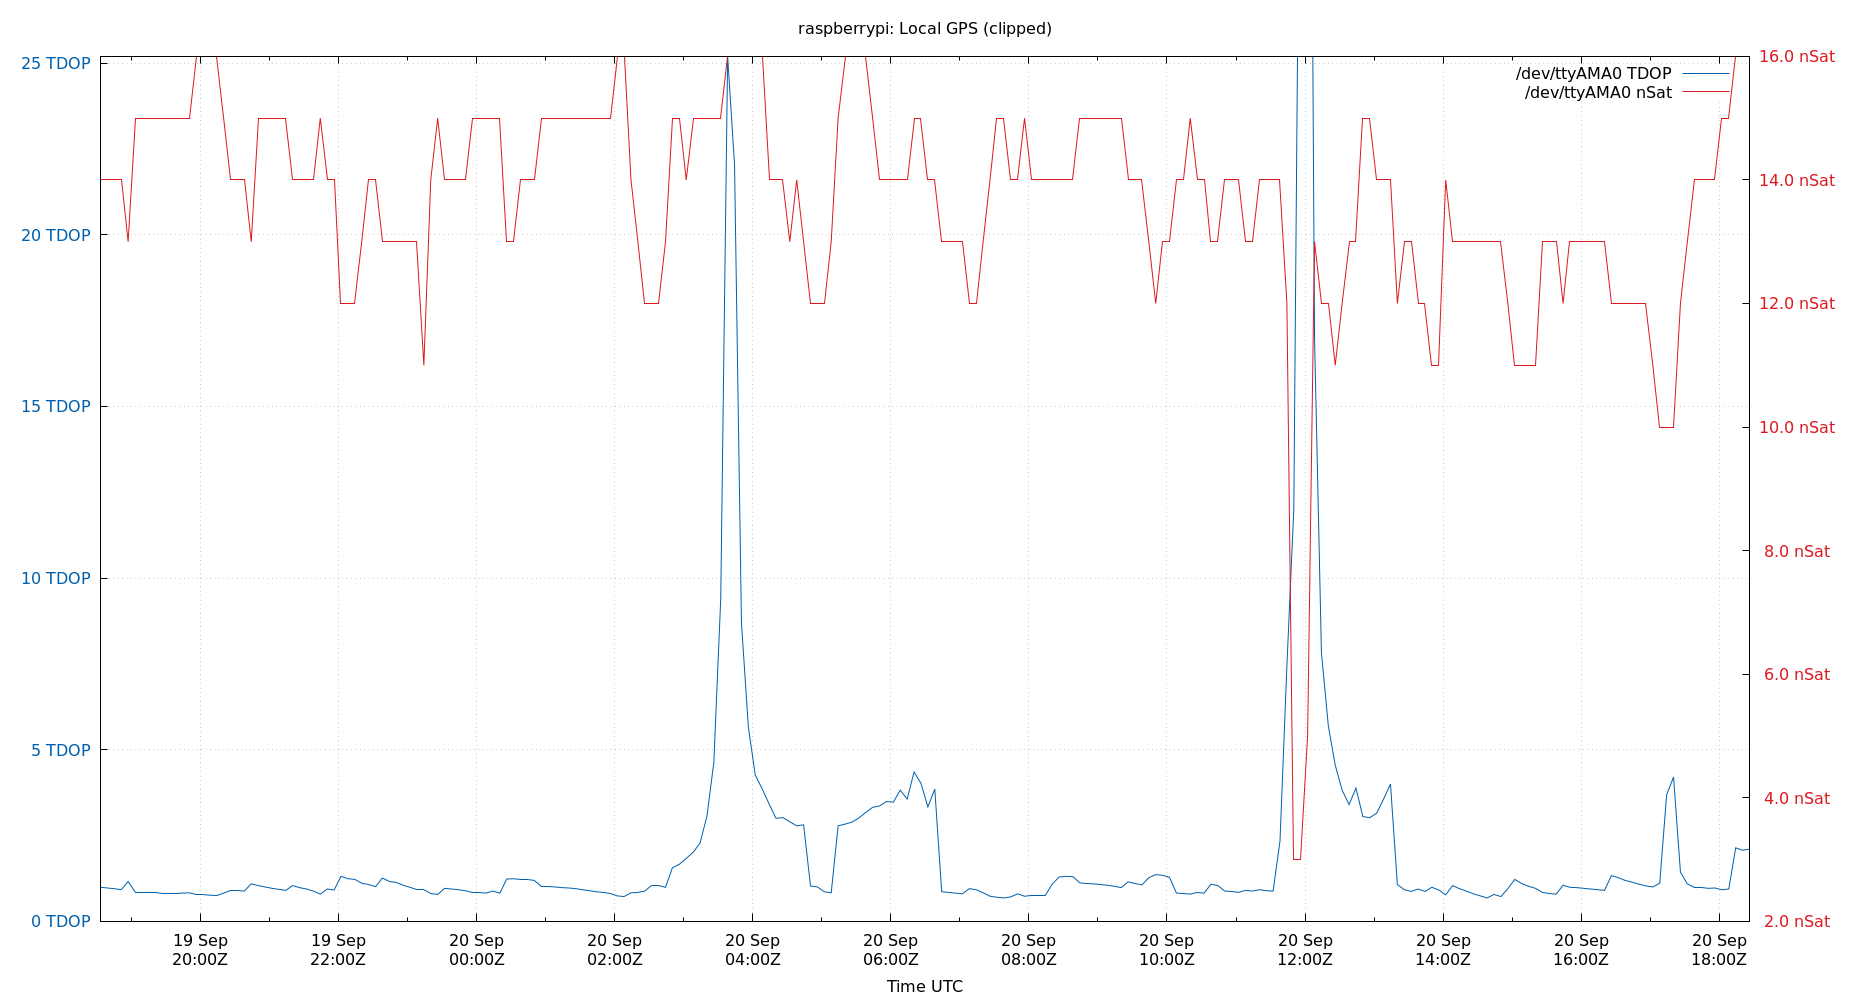 raspberrypi: Local GPS (clipped)
/dev/ttyAMA0 TDOP
/dev/ttyAMA0 nSat
25 TDOP
20 TDOP
15 TDOP
10 TDOP
5 TDOP
0 TDOP
16.0 nSat
14.0 nSat
12.0 nSat
10.0 nSat
8.0 nSat
6.0 nSat
4.0 nSat
2.0 nSat
19 Sep 19 Sep 20 Sep 20 Sep 20 Sep 20 Sep 20 Sep 20 Sep 20 Sep 20 Sep 20 Sep 20 Sep
20:00Z 22:00Z 00:00Z 02:00Z 04:00Z 06:00Z 08:00Z 10:00Z 12:00Z 14:00Z 16:00Z 18:00Z
Time UTC